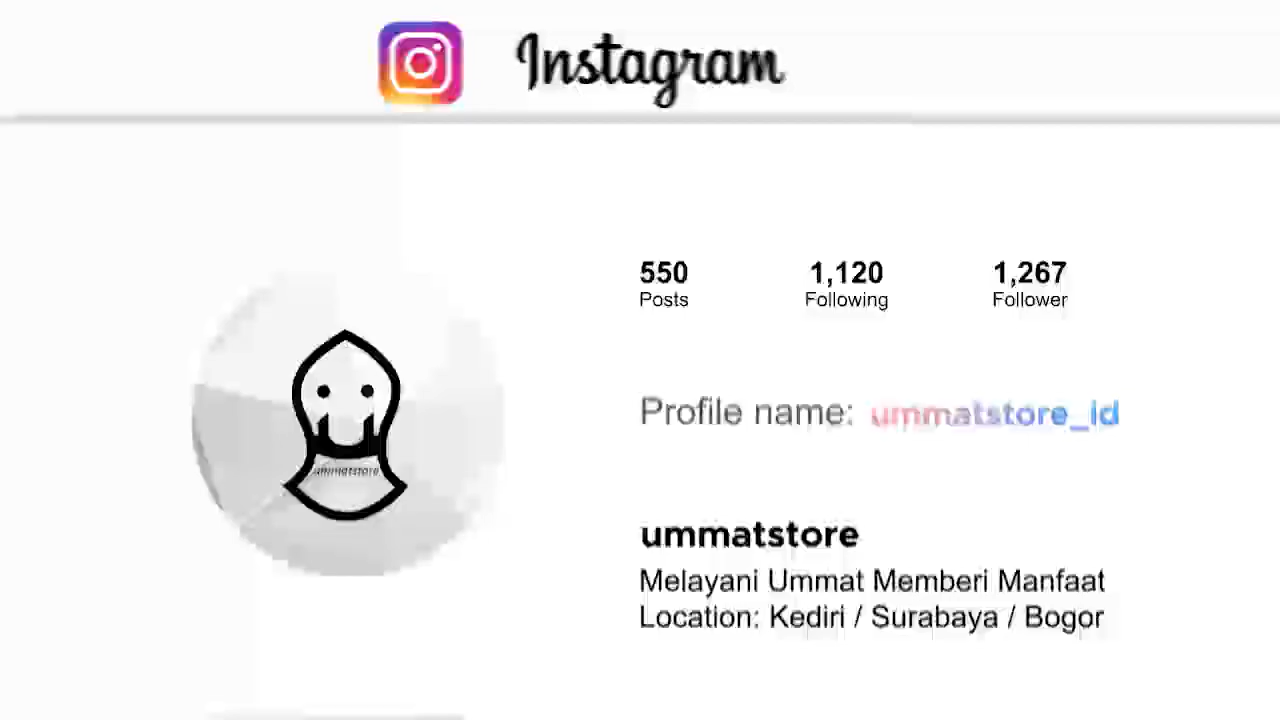 Instagram
550 1,120 1,267
Posts Following Follower
Profile name: ummatstore_id
ummatstore
ummatstore
Melayani Ummat Memberi Manfaat
Location: Kediri / Surabaya / Bogor